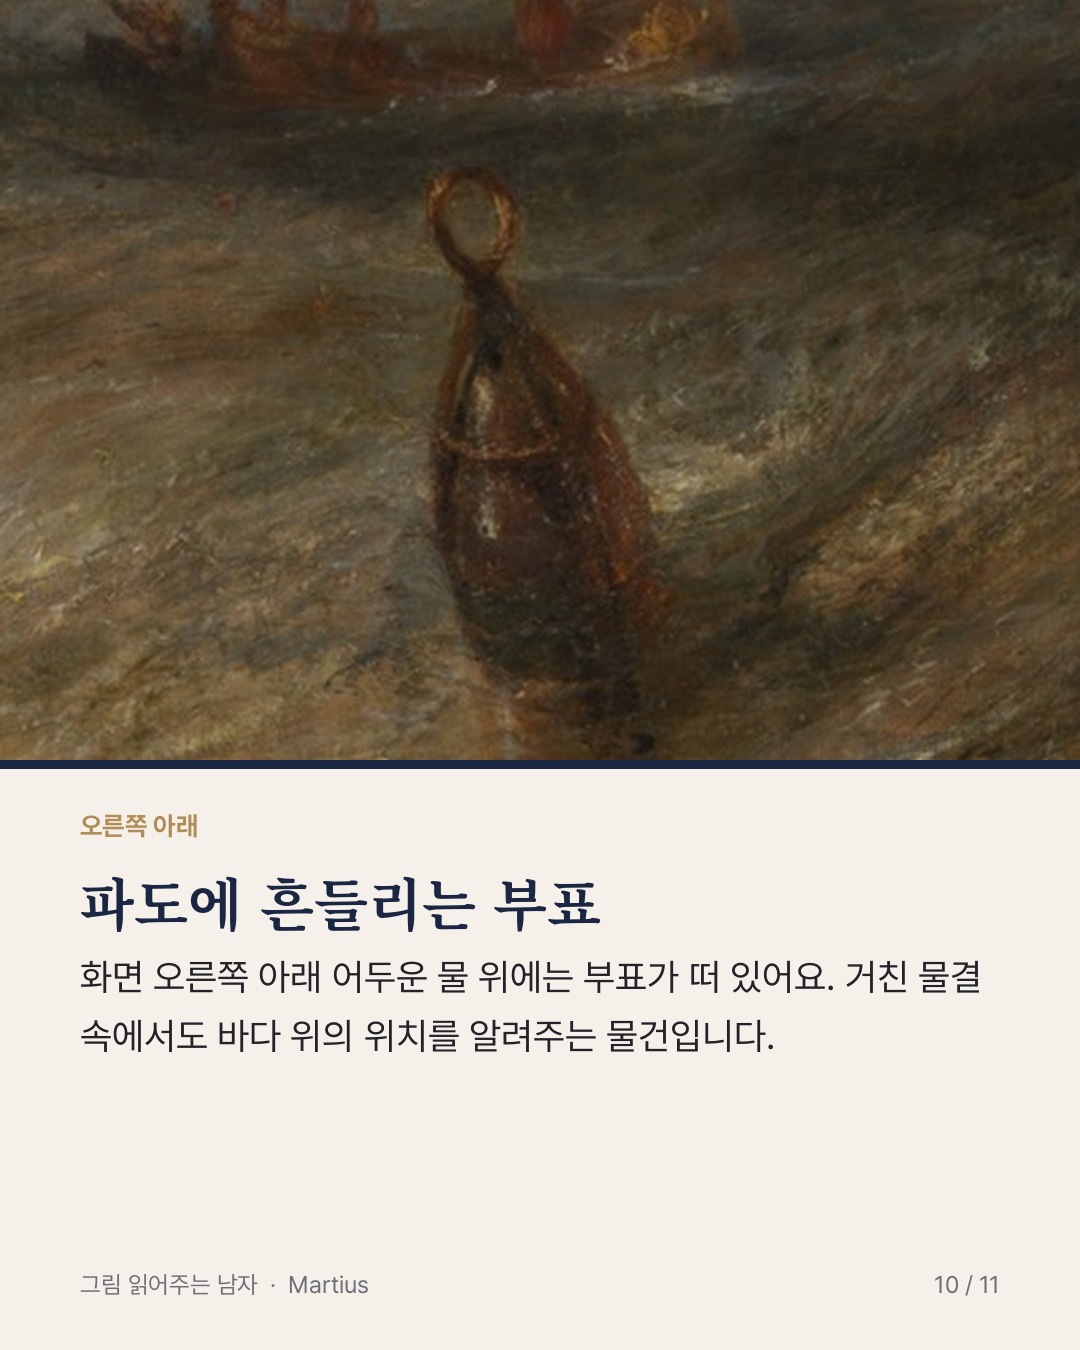 오른쪽 아래
파도에 흔들리는 부표
화면 오른쪽 아래 어두운 물 위에는 부표가 떠 있어요. 거친 물결
속에서도 바다 위의 위치를 알려주는 물건입니다.
그림 읽어주는 남자 · Martius
10 / 11